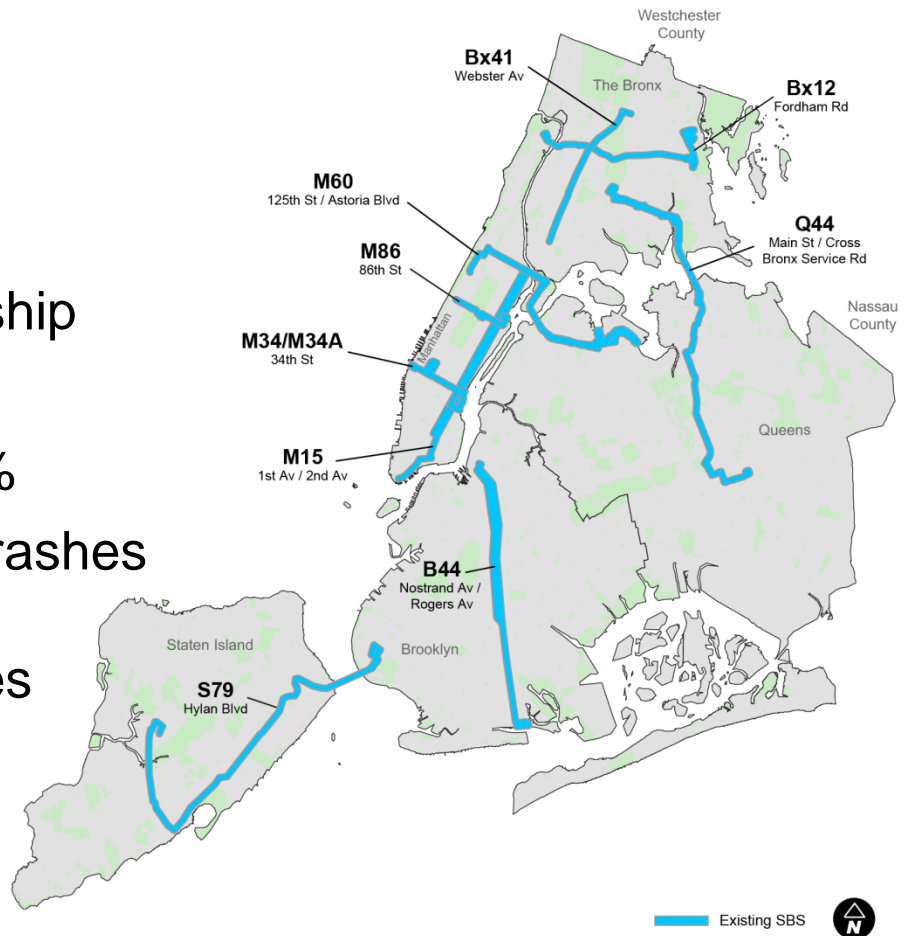 Westchester
County
Bx41
Webster Av
The Bronx
Bx12
Fordham Rd
M60
125th St / Astoria Blvd
M86
86th St
Q44
Main St / Cross
Bronx Service Rd
ship
Nassau
County
M34/M34A
34th St
Manhattan
Queens
M15
1st Av / 2nd Av
%
rashes
B44
Nostrand Av /
Rogers Av
Brooklyn
Staten Island
es
S79
Hylan Blvd
Existing SBS
N